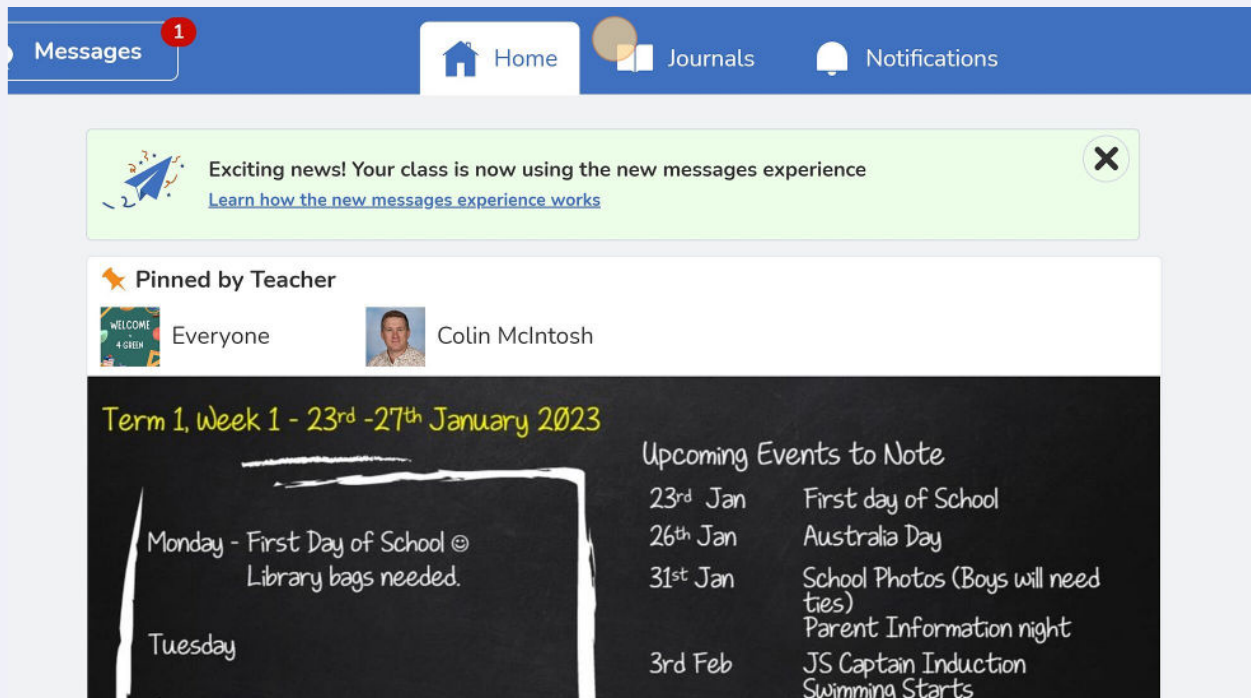 Messages
1
Home
Journals
Notifications
Exciting news! Your class is now using the new messages experience
Learn how the new messages experience works
Pinned by Teacher
WELCOME
4 GREEN
Everyone
Colin McIntosh
Term 1, Week 1 - 23rd -27th January 2023
Monday - First Day of School ☺
Library bags needed.
Tuesday
Upcoming Events to Note
23rd Jan First day of School
26th Jan Australia Day
31st Jan School Photos (Boys will need
ties)
Parent Information night
3rd Feb JS Captain Induction
Swimming Starts